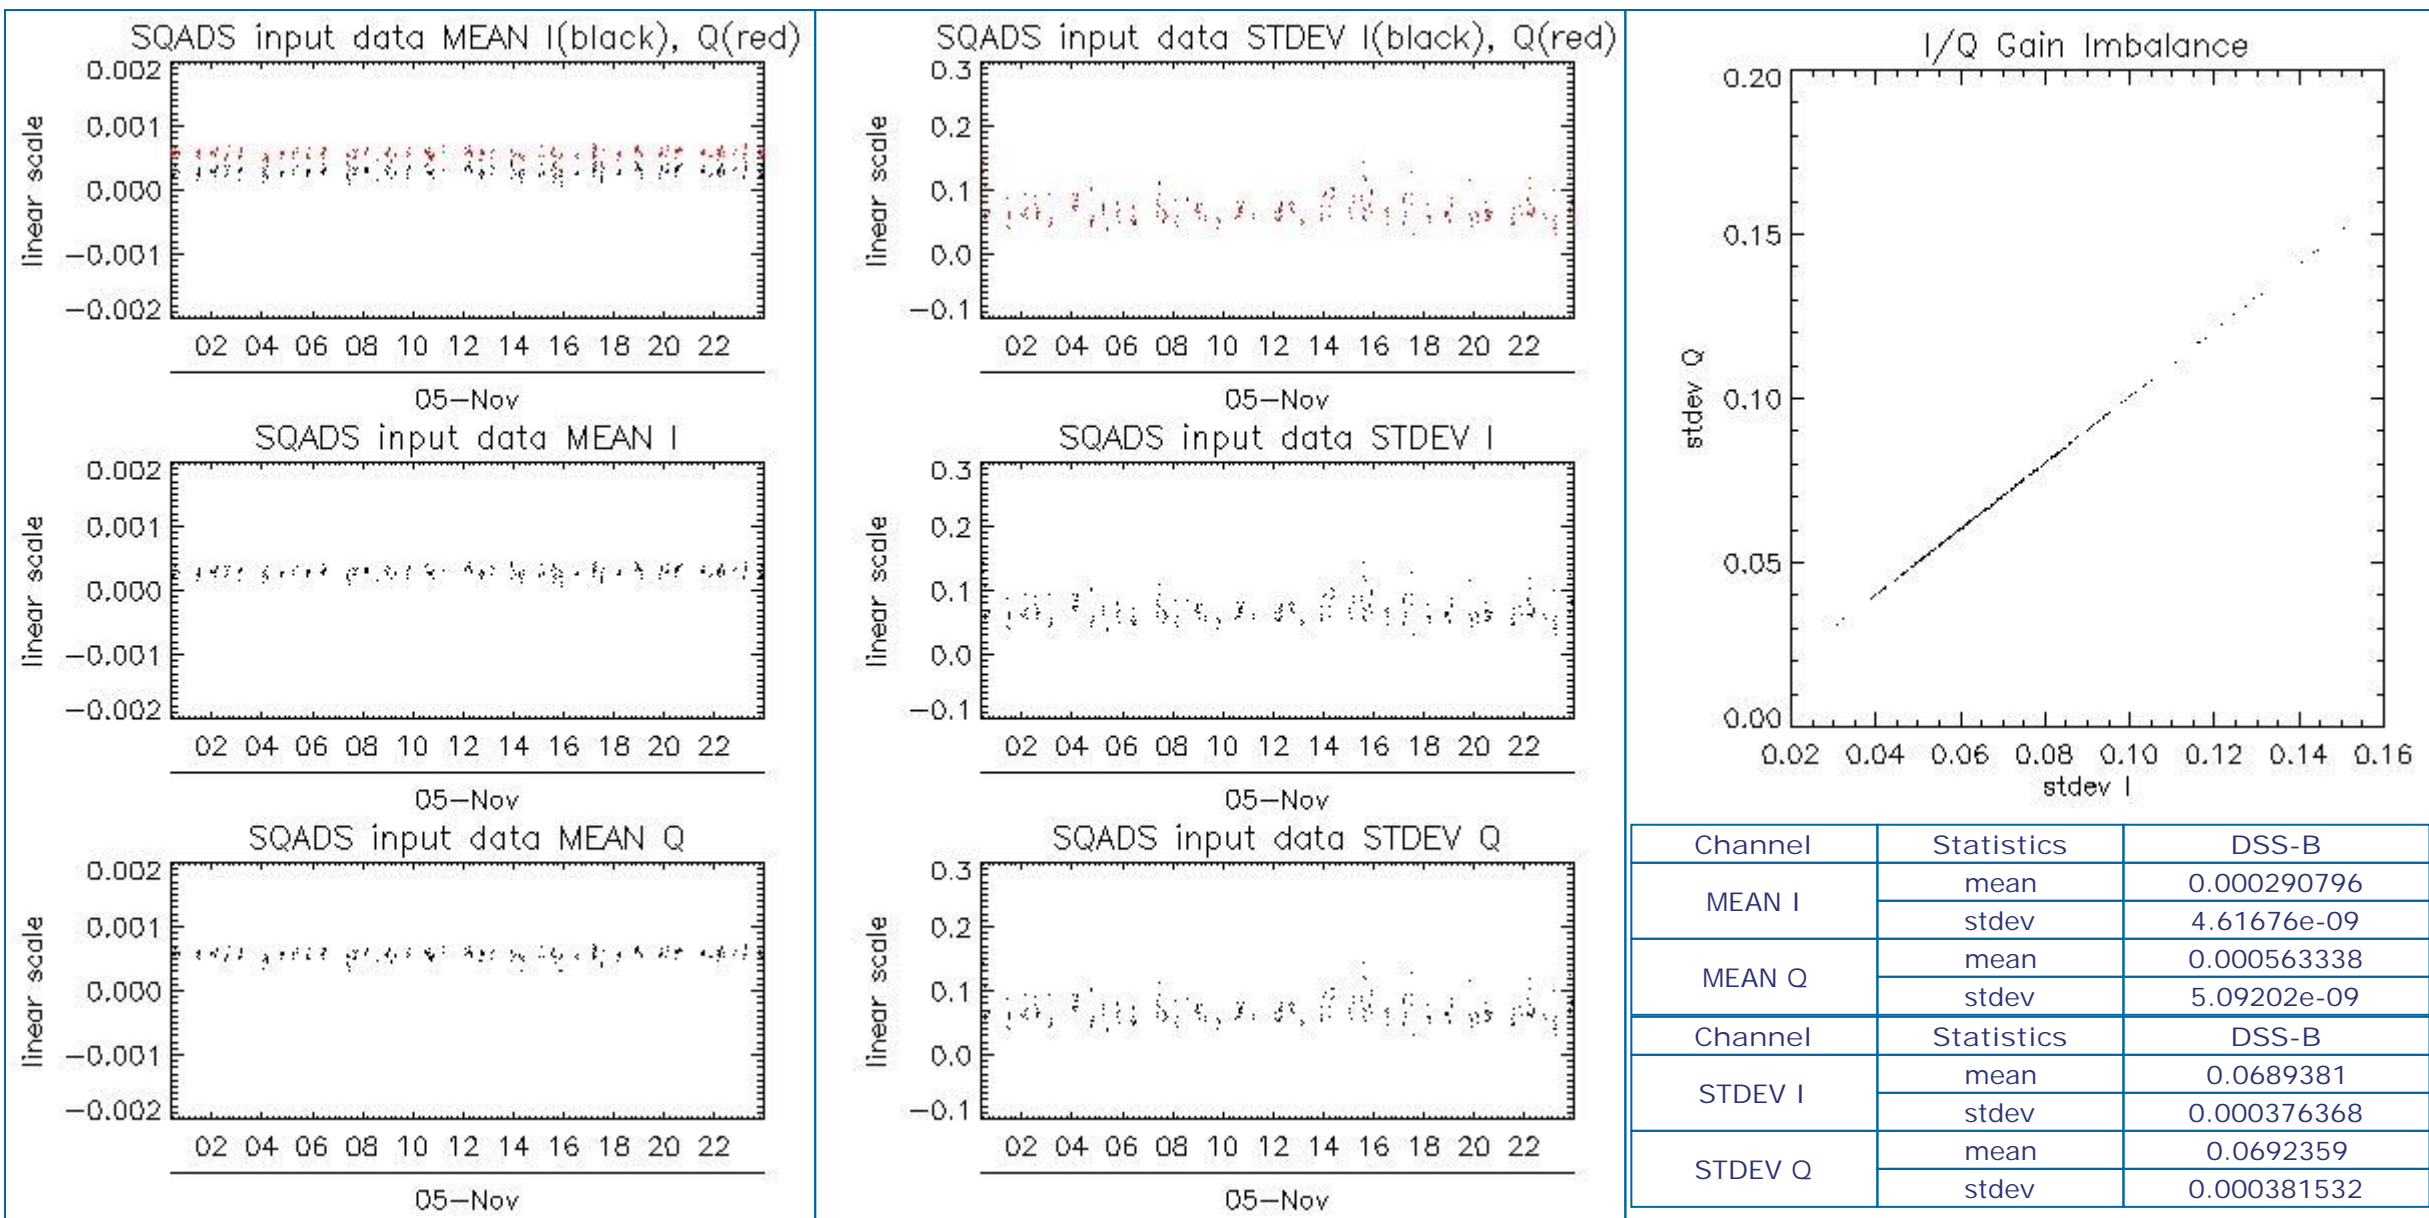 SQADS input data MEAN I(black), Q(red)
0.002
0.001
0.000
−0.001
−0.002
linear scale
02 04 06 08 10 12 14 16 18 20 22
05−Nov
SQADS input data MEAN I
0.002
0.001
0.000
−0.001
−0.002
linear scale
02 04 06 08 10 12 14 16 18 20 22
05−Nov
SQADS input data MEAN Q
0.002
0.001
0.000
−0.001
−0.002
linear scale
02 04 06 08 10 12 14 16 18 20 22
05−Nov
SQADS input data STDEV I(black), Q(red)
0.3
0.2
0.1
0.0
−0.1
linear scale
02 04 06 08 10 12 14 16 18 20 22
05−Nov
SQADS input data STDEV I
0.3
0.2
0.1
0.0
−0.1
linear scale
02 04 06 08 10 12 14 16 18 20 22
05−Nov
SQADS input data STDEV Q
0.3
0.2
0.1
0.0
−0.1
linear scale
02 04 06 08 10 12 14 16 18 20 22
05−Nov
I/Q Gain Imbalance
0.20
0.15
0.10
0.05
0.00
stdev Q
0.02 0.04 0.06 0.08 0.10 0.12 0.14 0.16
stdev I
Channel Statistics DSS-B
MEAN I mean 0.000290796
stdev 4.61676e-09
MEAN Q mean 0.000563338
stdev 5.09202e-09
Channel Statistics DSS-B
STDEV I mean 0.0689381
stdev 0.000376368
STDEV Q mean 0.0692359
stdev 0.000381532